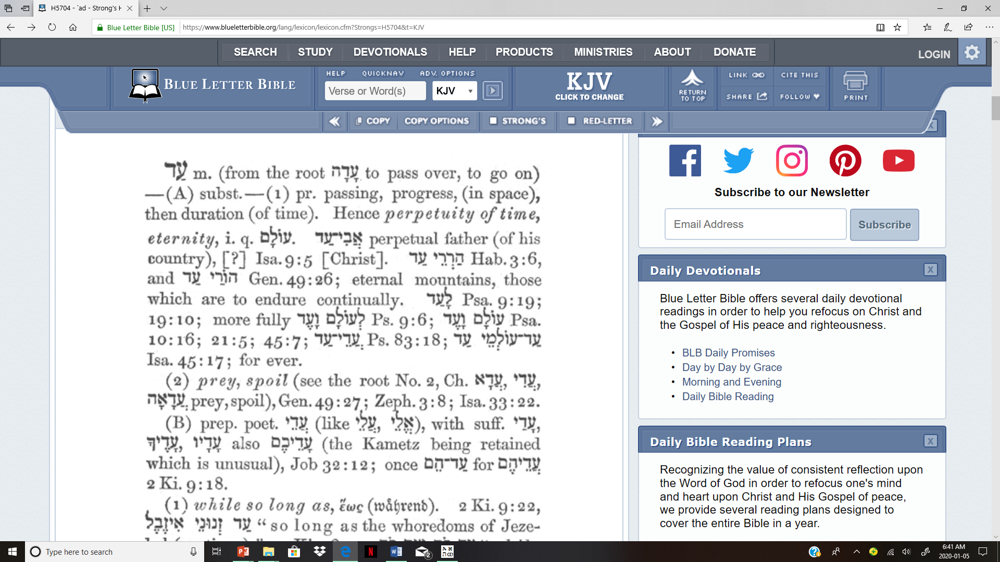 H5704 - `ad - Strong's H
Blue Letter Bible [US]
https://www.blueletterbible.org/lang/lexicon/lexicon.cfm?Strongs=H5704&t=KJV
SEARCH STUDY DEVOTIONALS HELP PRODUCTS MINISTRIES ABOUT DONATE
LOGIN
BLUE LETTER BIBLE
HELP QUICKNAV ADV. OPTIONS
Verse or Word(s)
KJV
KJV
CLICK TO CHANGE
RETURN
TO TOP
LINK CITE THIS
SHARE FOLLOW
PRINT
COPY COPY OPTIONS STRONG'S RED-LETTER
עַד m. (from the root עָדָה to pass over, to go on)
—(A) subst.—(1) pr. passing, progress, (in space),
then duration (of time). Hence perpetuity of time,
eternity, i. q. עוֹלָם. אֲבִי־עַד perpetual father (of his
country), [?] Isa. 9:5 [Christ]. הַרְרֵי עַד Hab. 3:6,
and הוֹרֵי עַד Gen. 49:26; eternal mountains, those
which are to endure continually. לָעַד Psa. 9:19;
19:10; more fully לְעוֹלָם וָעֶד Ps. 9:6; עוֹלָם וָעֶד Psa.
10:16; 21:5; 45:7; עֲדֵי־עַד Ps. 83:18; עַד־עוֹלְמֵי עַד
Isa. 45:17; for ever.
(2) prey, spoil (see the root No. 2, Ch. עֲדִי, עֲדָא,
עֲדָאָה prey, spoil), Gen. 49:27; Zeph. 3:8; Isa. 33:22.
(B) prep. poet. עֲדֵי (like אֱלֵי, עֲלֵי), with suff. עָדַי,
עָדֶיךָ, עָדָיו also עָדֵיכֶם (the Kametz being retained
which is unusual), Job 32:12; once עַד־הֵם for עֲדֵיהֶם
2 Ki. 9:18.
(1) while so long as, ἕως (während). 2 Ki. 9:22,
עַד זְנוּנֵי אִיזֶבֶל “so long as the whoredoms of Jeze-
Subscribe to our Newsletter
Email Address
Subscribe
Daily Devotionals
X
Blue Letter Bible offers several daily devotional
readings in order to help you refocus on Christ and
the Gospel of His peace and righteousness.
• BLB Daily Promises
• Day by Day by Grace
• Morning and Evening
• Daily Bible Reading
Daily Bible Reading Plans
X
Recognizing the value of consistent reflection upon
the Word of God in order to refocus one's mind
and heart upon Christ and His Gospel of peace,
we provide several reading plans designed to
cover the entire Bible in a year.
Type here to search
6:41 AM
2020-01-05